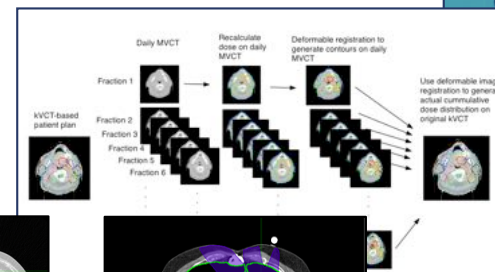 Daily MVCT
Recalculate
dose on daily
MVCT
Deformable registration to
generate contours on daily
MVCT
Fraction 1
Fraction 2
Fraction 3
Fraction 4
Fraction 5
Fraction 6
kVCT-based
patient plan
Use deformable imag
registration to genera
actual cummulative
dose distribution on
original kVCT